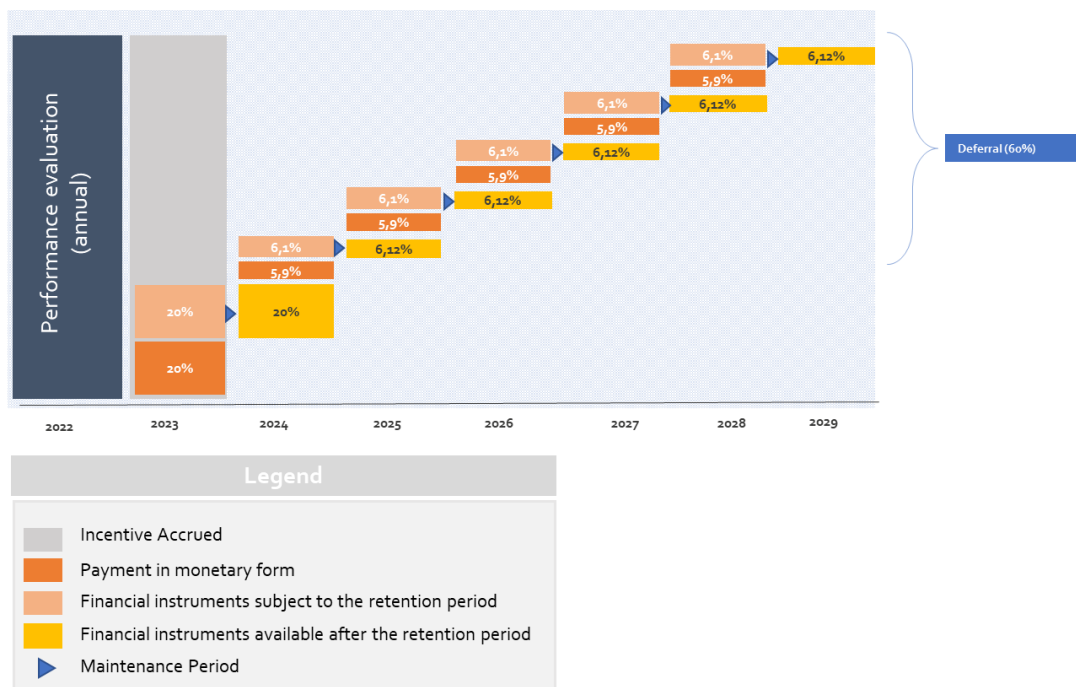 Performance evaluation
(annual)
6,1%
5,9%
6,12%
6,1%
5,9%
6,12%
6,1%
5,9%
6,12%
6,1%
5,9%
6,12%
6,1%
5,9%
6,12%
20%
20%
20%
Deferral (60%)
2022
2023
2024
2025
2026
2027
2028
2029
Legend
Incentive Accrued
Payment in monetary form
Financial instruments subject to the retention period
Financial instruments available after the retention period
Maintenance Period